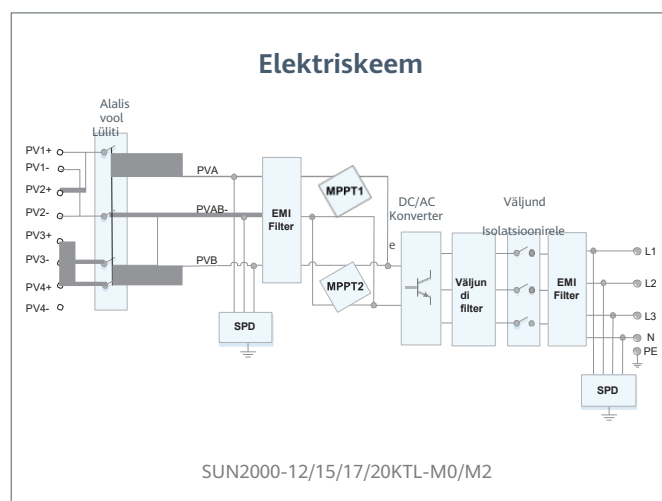 Elektriskeem
Alalis
vool
Lüliti
PV1+
PV1-
PV2+
PV2-
PV3+
PV3-
PV4+
PV4-
PVA
PVAB-
PVB
SPD
EMI
Filter
MPPT1
MPPT2
DC/AC
Konverter
e
Väljun
di
filter
Väljund
Isolatsioonirele
EMI
Filter
L1
L2
L3
N
PE
SPD
SUN2000-12/15/17/20KTL-M0/M2